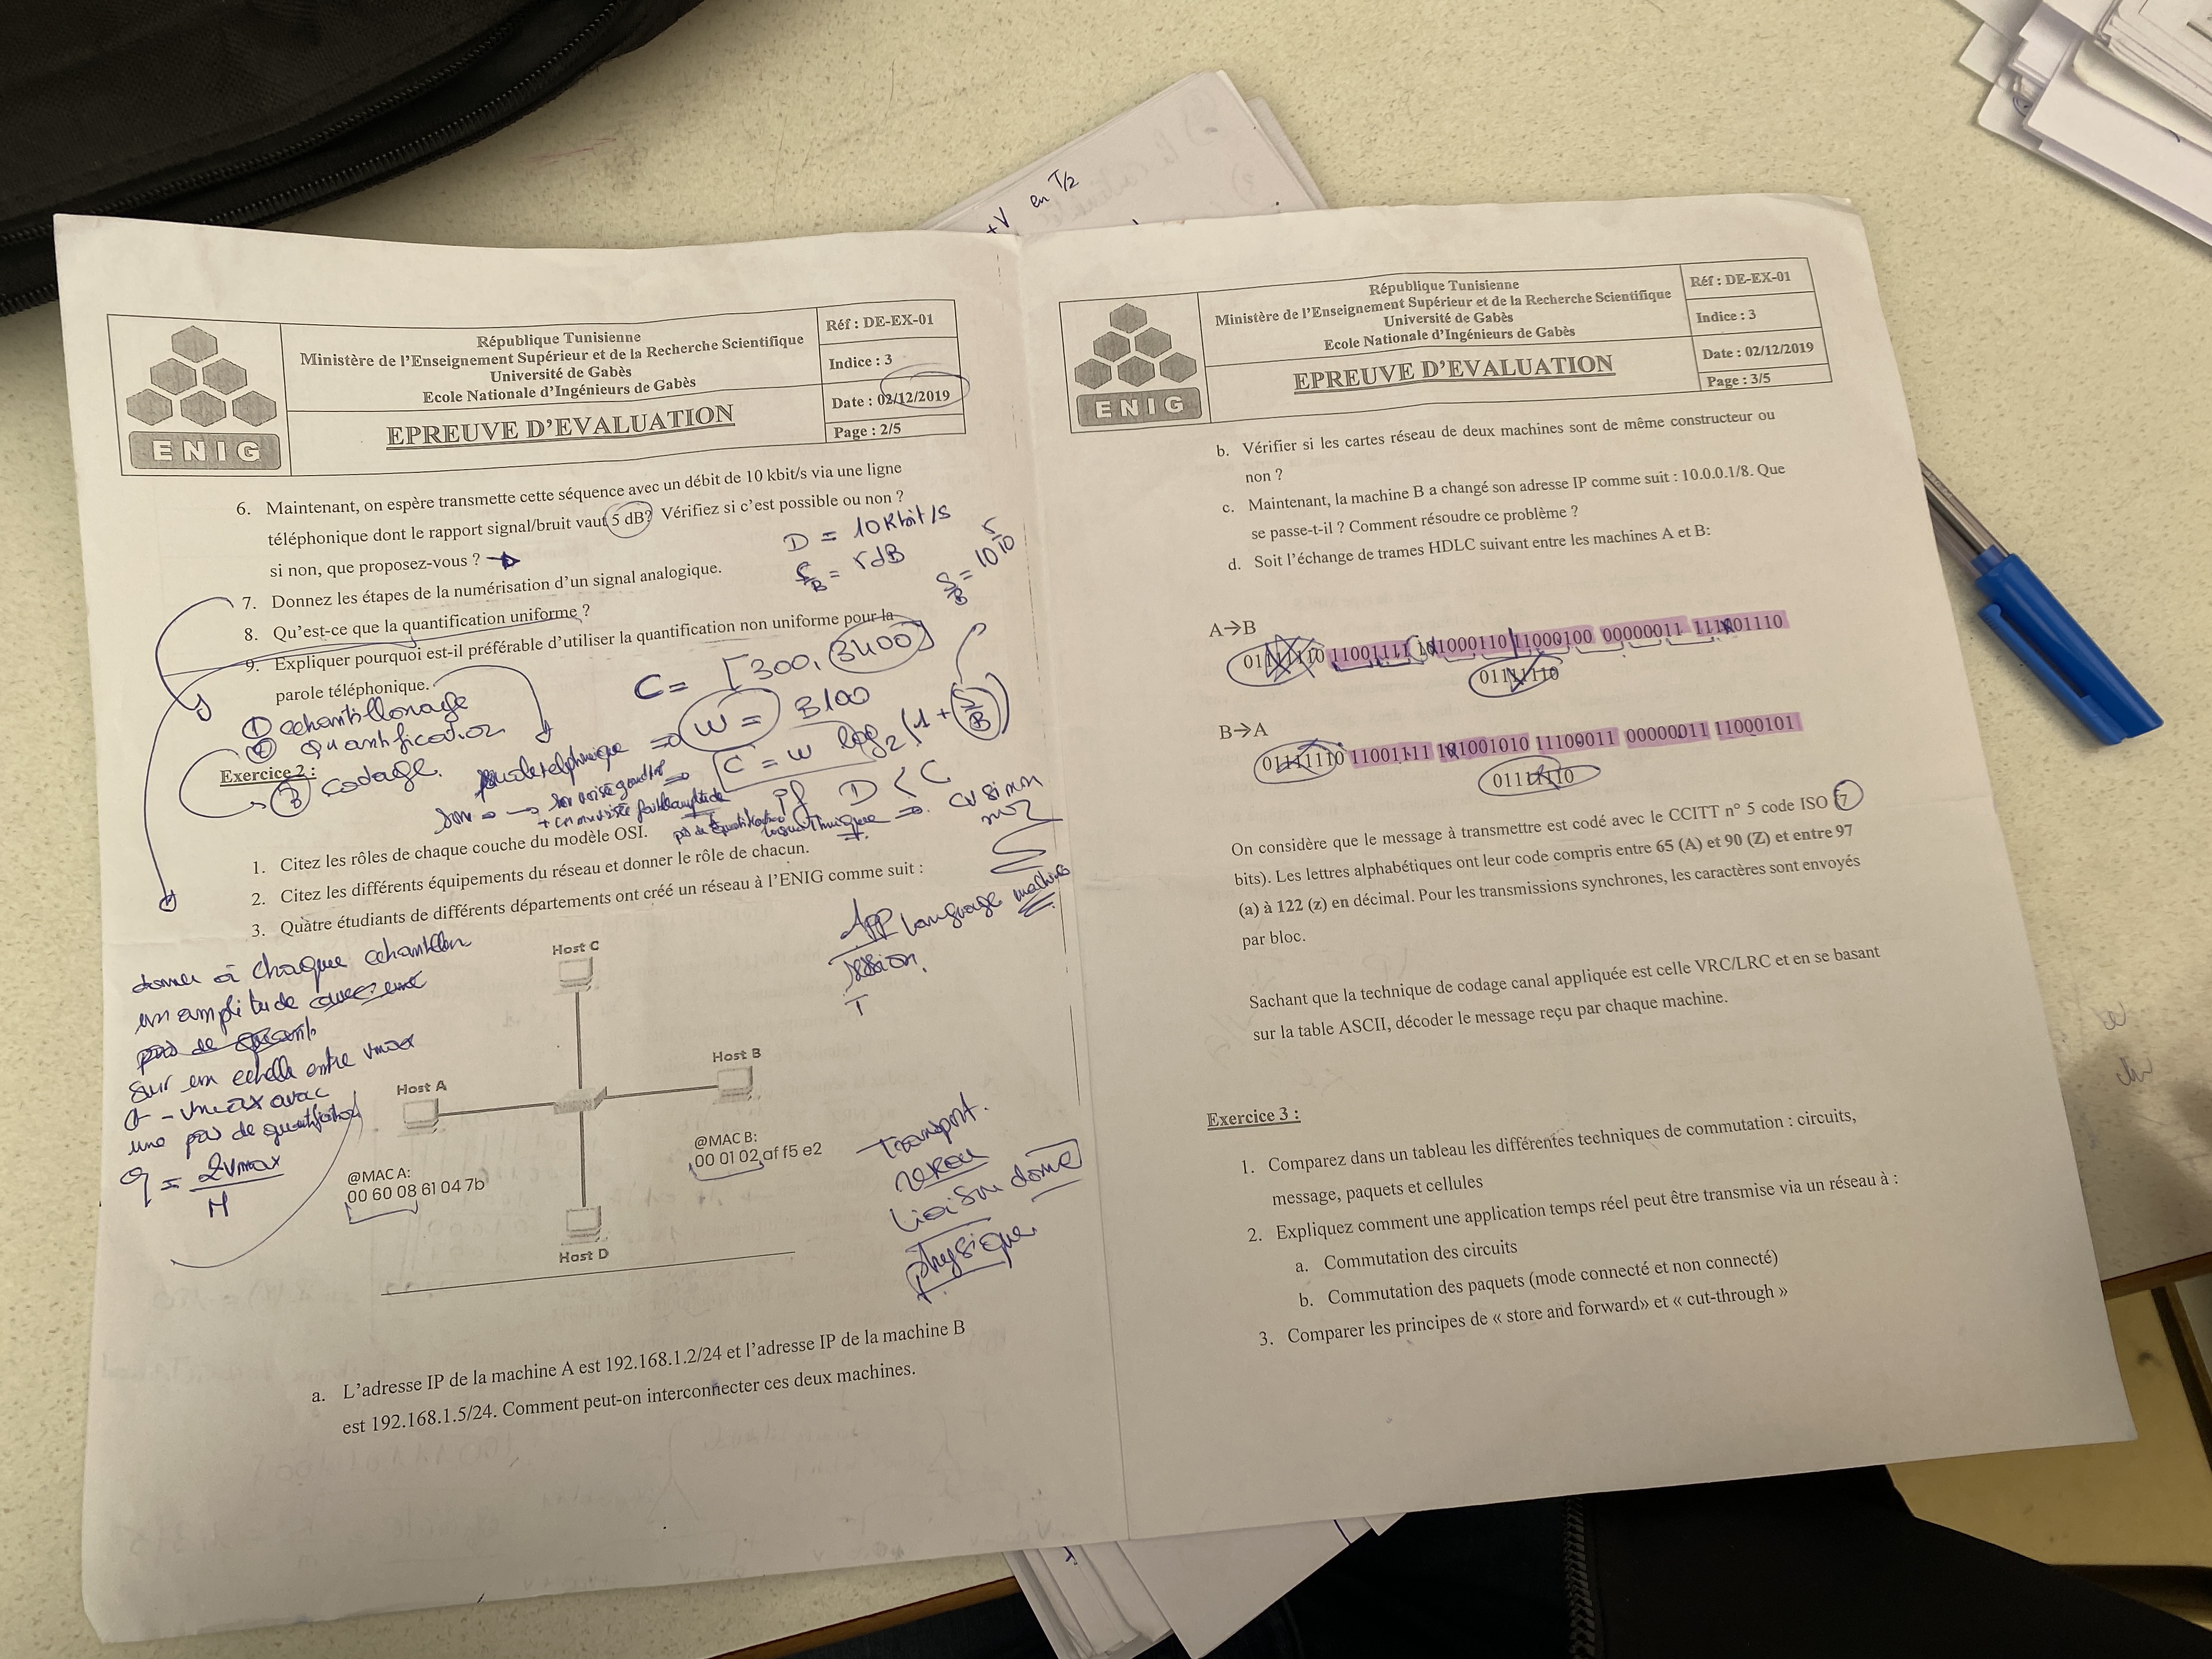 +V en T/2
ENIG
République Tunisienne
Ministère de l'Enseignement Supérieur et de la Recherche Scientifique
Université de Gabès
Ecole Nationale d'Ingénieurs de Gabès
EPREUVE D'EVALUATION
Réf : DE-EX-01
Indice : 3
Date : 02/12/2019
Page : 2/5
6. Maintenant, on espère transmette cette séquence avec un débit de 10 kbit/s via une ligne
téléphonique dont le rapport signal/bruit vaut 5 dB? Vérifiez si c'est possible ou non ?
si non, que proposez-vous ?
D = 10 Kbit/s
S/B = 5 dB
S/B = 10 5/10
7. Donnez les étapes de la numérisation d'un signal analogique.
8. Qu'est-ce que la quantification uniforme ?
9. Expliquer pourquoi est-il préférable d'utiliser la quantification non uniforme pour la
parole téléphonique.
C = [300, 3400]
W = 3100
C = W log2 (1 + S/B)
if D < C
① echantillonage
② Quantification
③ codage.
Exercice 2 :
1. Citez les rôles de chaque couche du modèle OSI.
2. Citez les différents équipements du réseau et donner le rôle de chacun.
3. Quatre étudiants de différents départements ont créé un réseau à l'ENIG comme suit :
App Language machine
session.
T
donner à chaque echantillon
un amplitude
sur un echelle entre vmax
et - vmax avac
une pas de quantification
q = 2vmax / M
Host C
Host B
Host A
@MAC B:
00 01 02 af f5 e2
@MAC A:
00 60 08 61 04 7b
Host D
Transport.
reseau
liaison donné
physique.
a. L'adresse IP de la machine A est 192.168.1.2/24 et l'adresse IP de la machine B
est 192.168.1.5/24. Comment peut-on interconnecter ces deux machines.
ENIG
République Tunisienne
Ministère de l'Enseignement Supérieur et de la Recherche Scientifique
Université de Gabès
Ecole Nationale d'Ingénieurs de Gabès
EPREUVE D'EVALUATION
Réf : DE-EX-01
Indice : 3
Date : 02/12/2019
Page : 3/5
b. Vérifier si les cartes réseau de deux machines sont de même constructeur ou
non ?
c. Maintenant, la machine B a changé son adresse IP comme suit : 10.0.0.1/8. Que
se passe-t-il ? Comment résoudre ce problème ?
d. Soit l'échange de trames HDLC suivant entre les machines A et B:
A→B
01111110 11001111 101000110 11000100 00000011 111001110
01111110
B→A
01111110 11001111 101001010 11100011 00000011 11000101
01111110
On considère que le message à transmettre est codé avec le CCITT n° 5 code ISO (7
bits). Les lettres alphabétiques ont leur code compris entre 65 (A) et 90 (Z) et entre 97
(a) à 122 (z) en décimal. Pour les transmissions synchrones, les caractères sont envoyés
par bloc.
Sachant que la technique de codage canal appliquée est celle VRC/LRC et en se basant
sur la table ASCII, décoder le message reçu par chaque machine.
Exercice 3 :
1. Comparez dans un tableau les différentes techniques de commutation : circuits,
message, paquets et cellules
2. Expliquez comment une application temps réel peut être transmise via un réseau à :
a. Commutation des circuits
b. Commutation des paquets (mode connecté et non connecté)
3. Comparer les principes de « store and forward» et « cut-through »